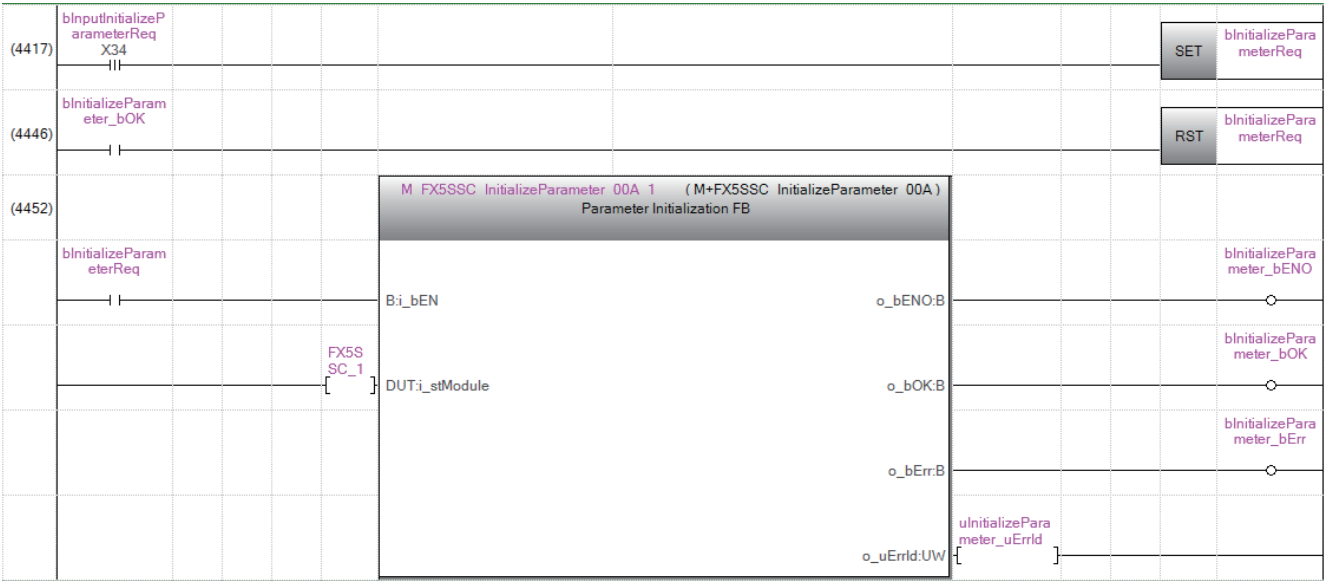 bInputInitializeP
arameterReq
X34
(4417)
SET
bInitializePara
meterReq
bInitializeParam
eter_bOK
(4446)
RST
bInitializePara
meterReq
(4452)
M_FX5SSC_InitializeParameter_00A_1 (M+FX5SSC_InitializeParameter_00A)
Parameter Initialization FB
bInitializeParam
eterReq
B:i_bEN
o_bENO:B
bInitializePara
meter_bENO
FX5S
SC_1
DUT:i_stModule
o_bOK:B
bInitializePara
meter_bOK
o_bErr:B
bInitializePara
meter_bErr
o_uErrId:UW
uInitializePara
meter_uErrId